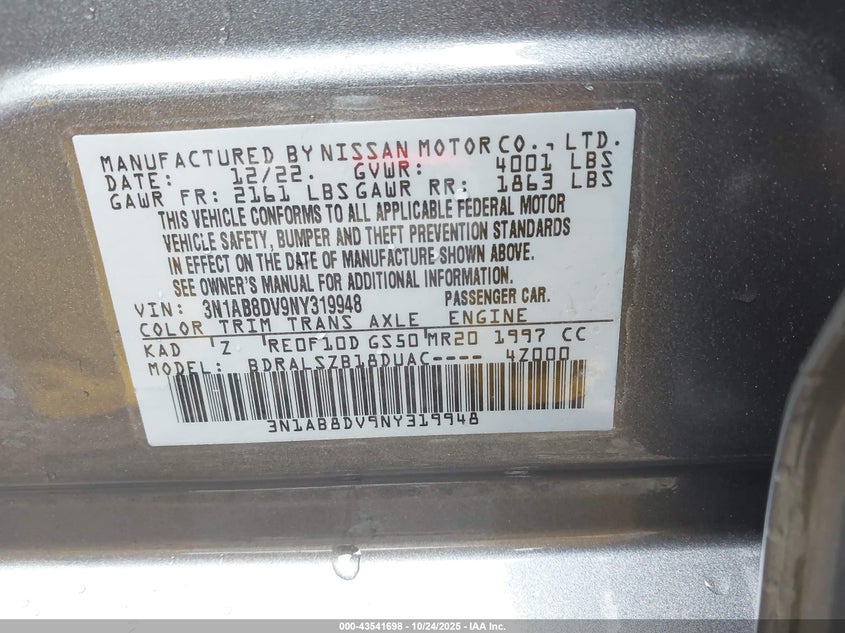 MANUFACTURED BY NISSAN MOTOR CO., LTD.
DATE: 12/22. GVWR: 4001 LBS
GAWR FR: 2161 LBS GAWR RR: 1863 LBS
THIS VEHICLE CONFORMS TO ALL APPLICABLE FEDERAL MOTOR
VEHICLE SAFETY, BUMPER AND THEFT PREVENTION STANDARDS
IN EFFECT ON THE DATE OF MANUFACTURE SHOWN ABOVE.
SEE OWNER'S MANUAL FOR ADDITIONAL INFORMATION.
VIN: 3N1AB8DV9NY319948 PASSENGER CAR.
COLOR TRIM TRANS AXLE ENGINE
KAD Z RE0F10D GS50 MR20 1997 CC
MODEL: BDRALSZB18DUAC---- 4Z000
3N1AB8DV9NY319948
000-43541698 - 10/24/2025 - IAA Inc.